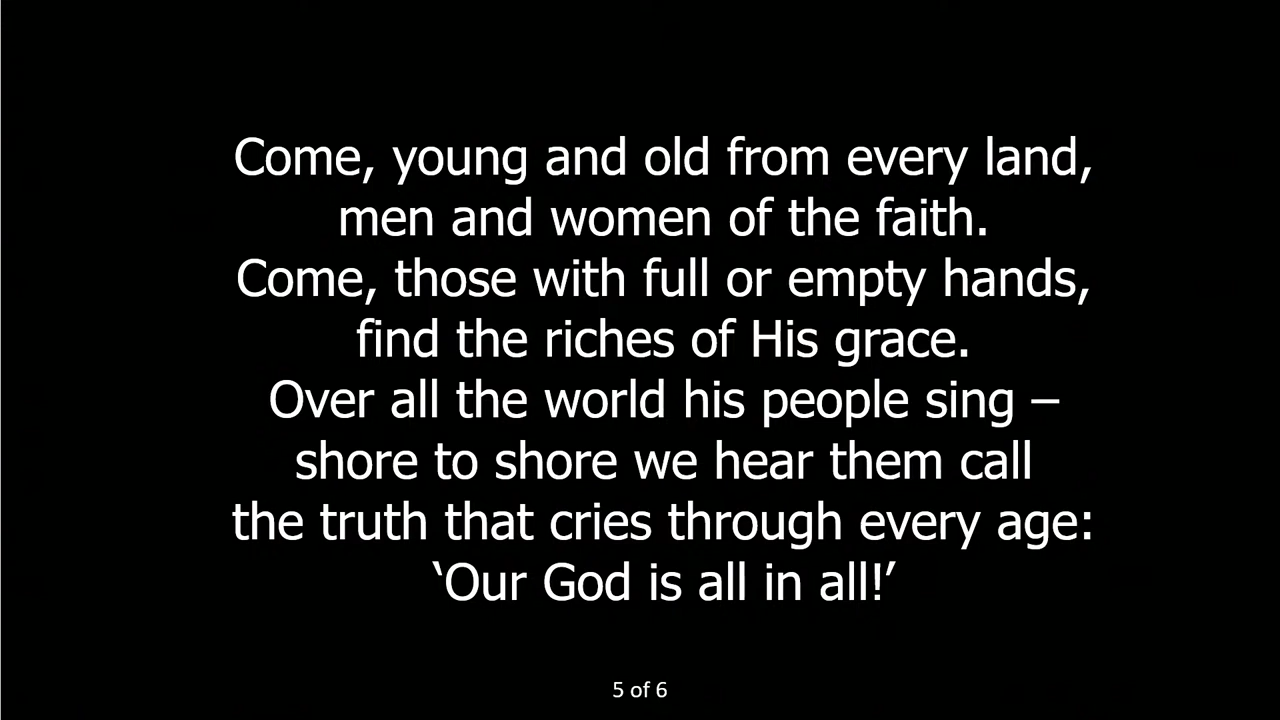 Come, young and old from every land,
men and women of the faith.
Come, those with full or empty hands,
find the riches of His grace.
Over all the world his people sing –
shore to shore we hear them call
the truth that cries through every age:
‘Our God is all in all!’
5 of 6